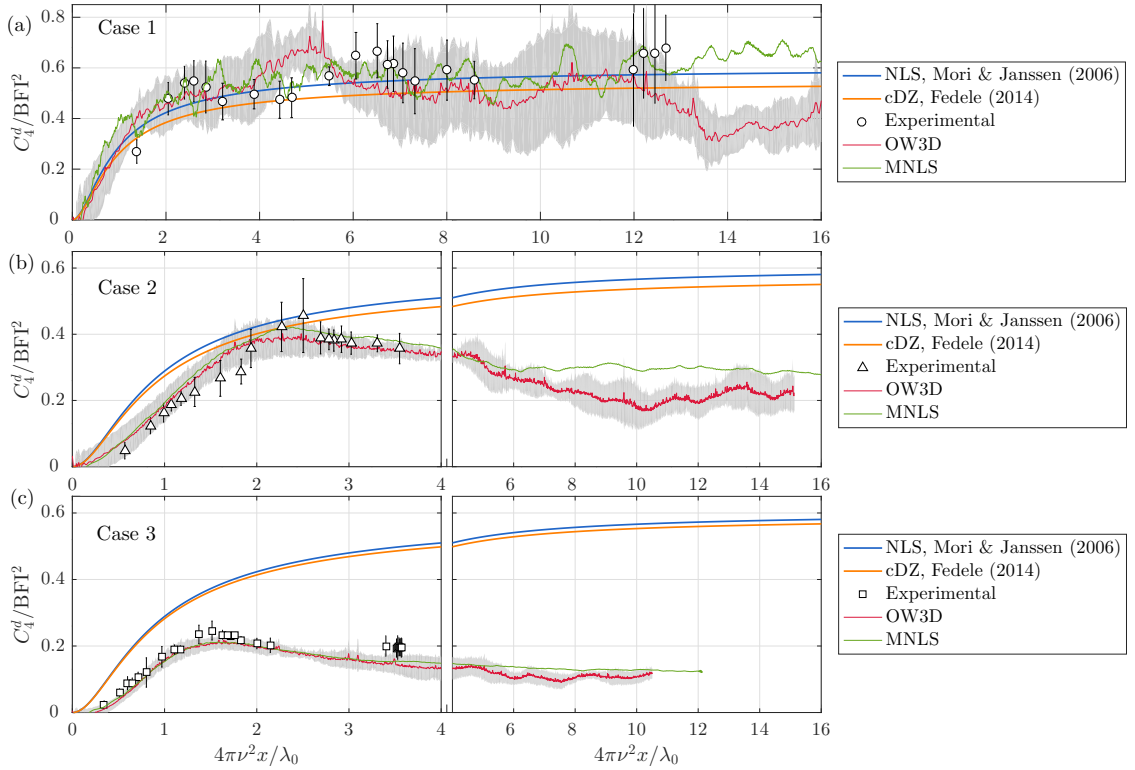 (a)
Case 1
C₄ᵈ/BFI²
0.8
0.6
0.4
0.2
0
0 2 4 6 8 10 12 14 16
NLS, Mori & Janssen (2006)
cDZ, Fedele (2014)
Experimental
OW3D
MNLS
(b)
Case 2
C₄ᵈ/BFI²
0.6
0.4
0.2
0
0 1 2 3 4 6 8 10 12 14 16
NLS, Mori & Janssen (2006)
cDZ, Fedele (2014)
Experimental
OW3D
MNLS
(c)
Case 3
C₄ᵈ/BFI²
0.6
0.4
0.2
0
0 1 2 3 4 6 8 10 12 14 16
4πν²x/λ₀ 4πν²x/λ₀
NLS, Mori & Janssen (2006)
cDZ, Fedele (2014)
Experimental
OW3D
MNLS